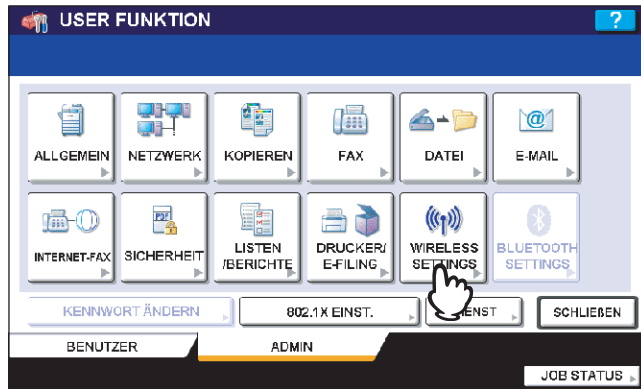 USER FUNKTION
?
ALLGEMEIN
NETZWERK
KOPIEREN
FAX
DATEI
@
E-MAIL
INTERNET-FAX
PDF
SICHERHEIT
LISTEN
/BERICHTE
DRUCKER/
E-FILING
WIRELESS
SETTINGS
BLUETOOTH
SETTINGS
KENNWORT ÄNDERN
802.1X EINST.
SCHLIEßEN
BENUTZER
ADMIN
JOB STATUS